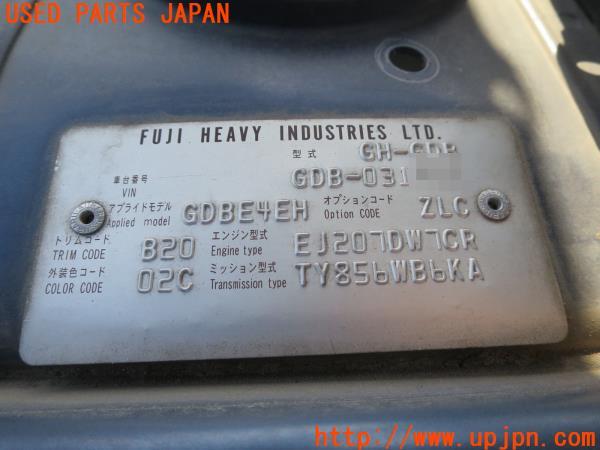 USED PARTS JAPAN
FUJI HEAVY INDUSTRIES LTD.
型式 GH-GDB
車台番号 VIN GDB-031
アプライドモデル Applied model GDBE4EH オプションコード Option CODE ZLC
トリムコード TRIM CODE B20 エンジン型式 Engine type EJ207DW7CR
外装色コード COLOR CODE 02C ミッション型式 Transmission type TY856WB6KA
http://www.upjpn.com/